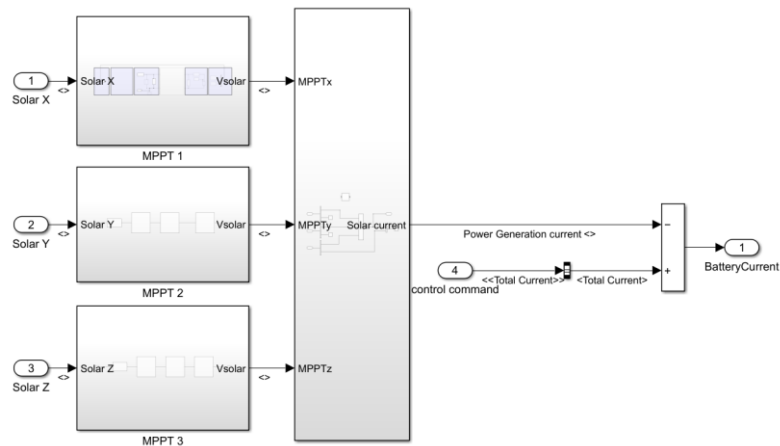 1
Solar X
<>
Solar X
Vsolar
<>
MPPT 1
2
Solar Y
<>
Solar Y
Vsolar
<>
MPPT 2
3
Solar Z
<>
Solar Z
Vsolar
<>
MPPT 3
MPPTx
MPPTy
MPPTz
Solar current
Power Generation current <>
4
control command
<<Total Current>>
<Total Current>
−
+
1
BatteryCurrent